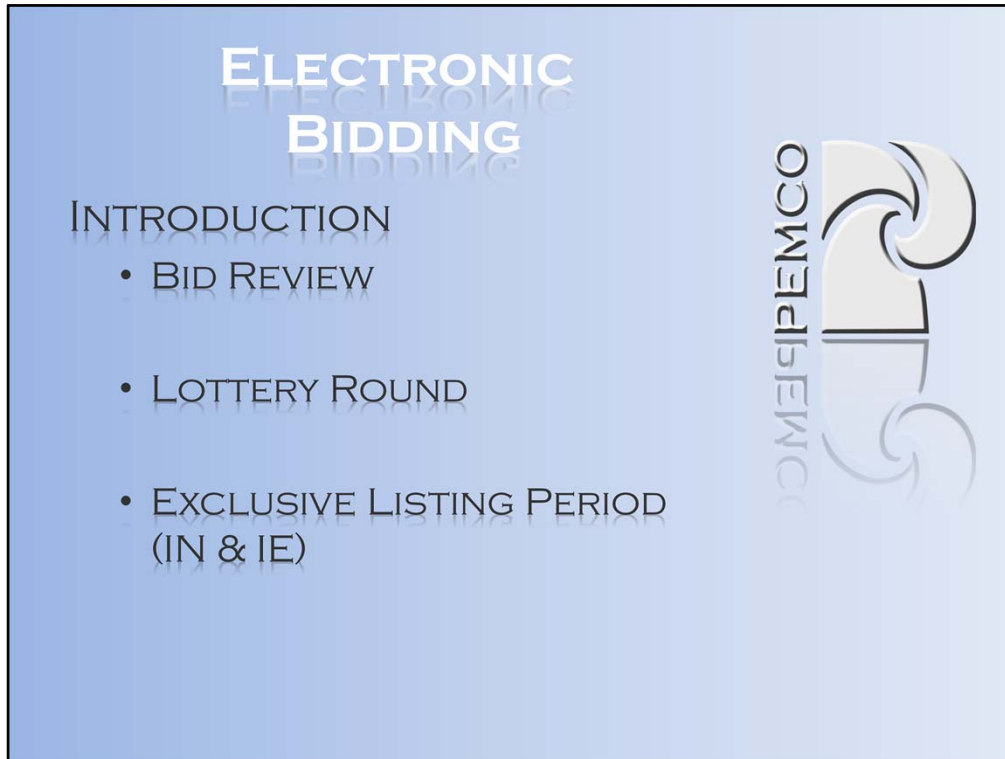 ELECTRONIC
BIDDING
INTRODUCTION
• BID REVIEW
• LOTTERY ROUND
• EXCLUSIVE LISTING PERIOD
(IN & IE)
PEMCO